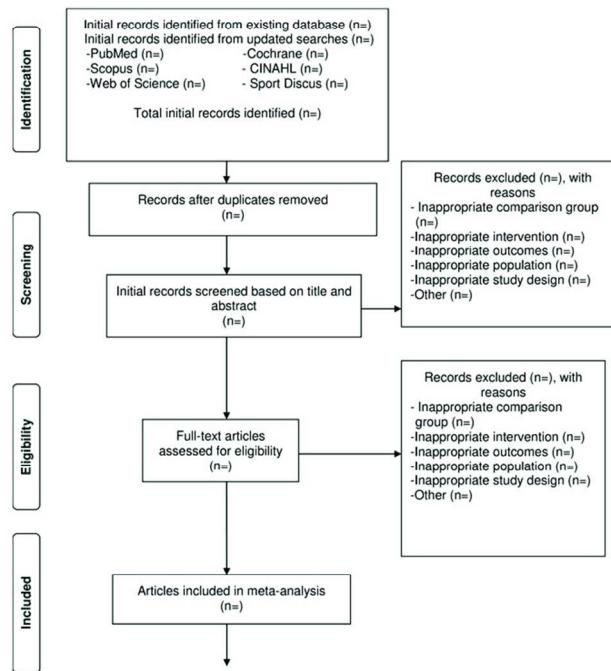 Initial records identified from existing database (n=)
Initial records identified from updated searches (n=)
-PubMed (n=) -Cochrane (n=)
-Scopus (n=) - CINAHL (n=)
-Web of Science (n=) - Sport Discus (n=)
Total initial records identified (n=)
Identification
Records after duplicates removed
(n=)
Records excluded (n=), with
reasons
- Inappropriate comparison group
(n=)
-Inappropriate intervention (n=)
-Inappropriate outcomes (n=)
-Inappropriate population (n=)
-Inappropriate study design (n=)
-Other (n=)
Screening
Initial records screened based on title and
abstract
(n=)
Records excluded (n=), with
reasons
- Inappropriate comparison
group (n=)
-Inappropriate intervention (n=)
-Inappropriate outcomes (n=)
-Inappropriate population (n=)
-Inappropriate study design (n=)
-Other (n=)
Eligibility
Full-text articles
assessed for eligibility
(n=)
Included
Articles included in meta-analysis
(n=)